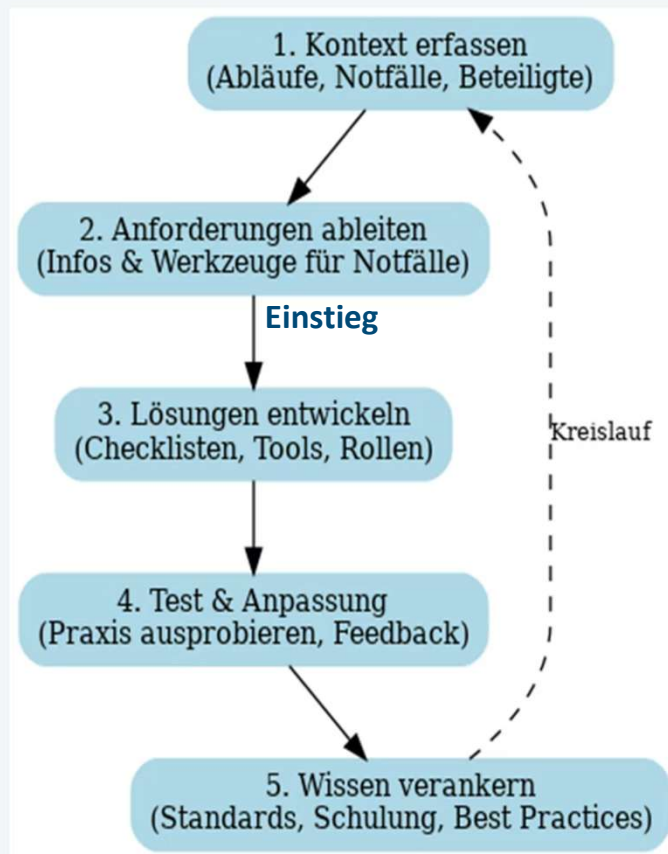 1. Kontext erfassen
(Abläufe, Notfälle, Beteiligte)
2. Anforderungen ableiten
(Infos & Werkzeuge für Notfälle)
Einstieg
3. Lösungen entwickeln
(Checklisten, Tools, Rollen)
Kreislauf
4. Test & Anpassung
(Praxis ausprobieren, Feedback)
5. Wissen verankern
(Standards, Schulung, Best Practices)